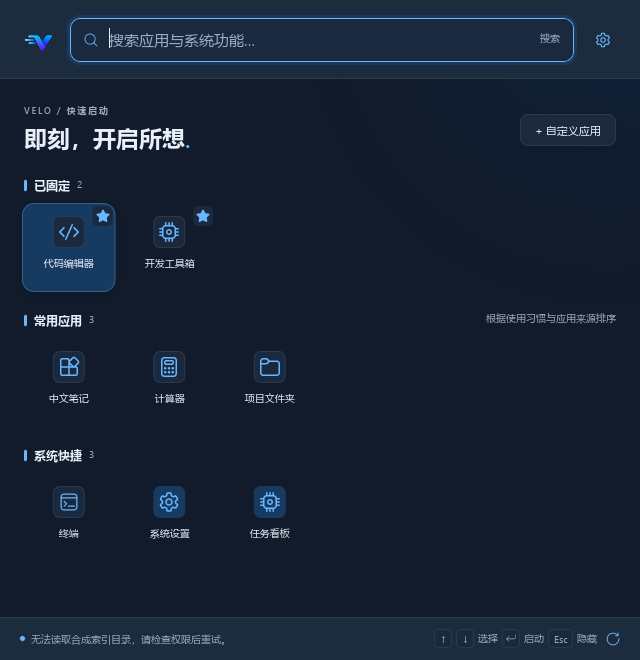 搜索应用与系统功能... 搜索
VELO / 快速启动
即刻，开启所想.
+ 自定义应用
已固定 2
代码编辑器 开发工具箱
常用应用 3 根据使用习惯与应用来源排序
中文笔记 计算器 项目文件夹
系统快捷 3
终端 系统设置 任务看板
无法读取合成索引目录，请检查权限后重试。 ↑ ↓ 选择 ↵ 启动 Esc 隐藏